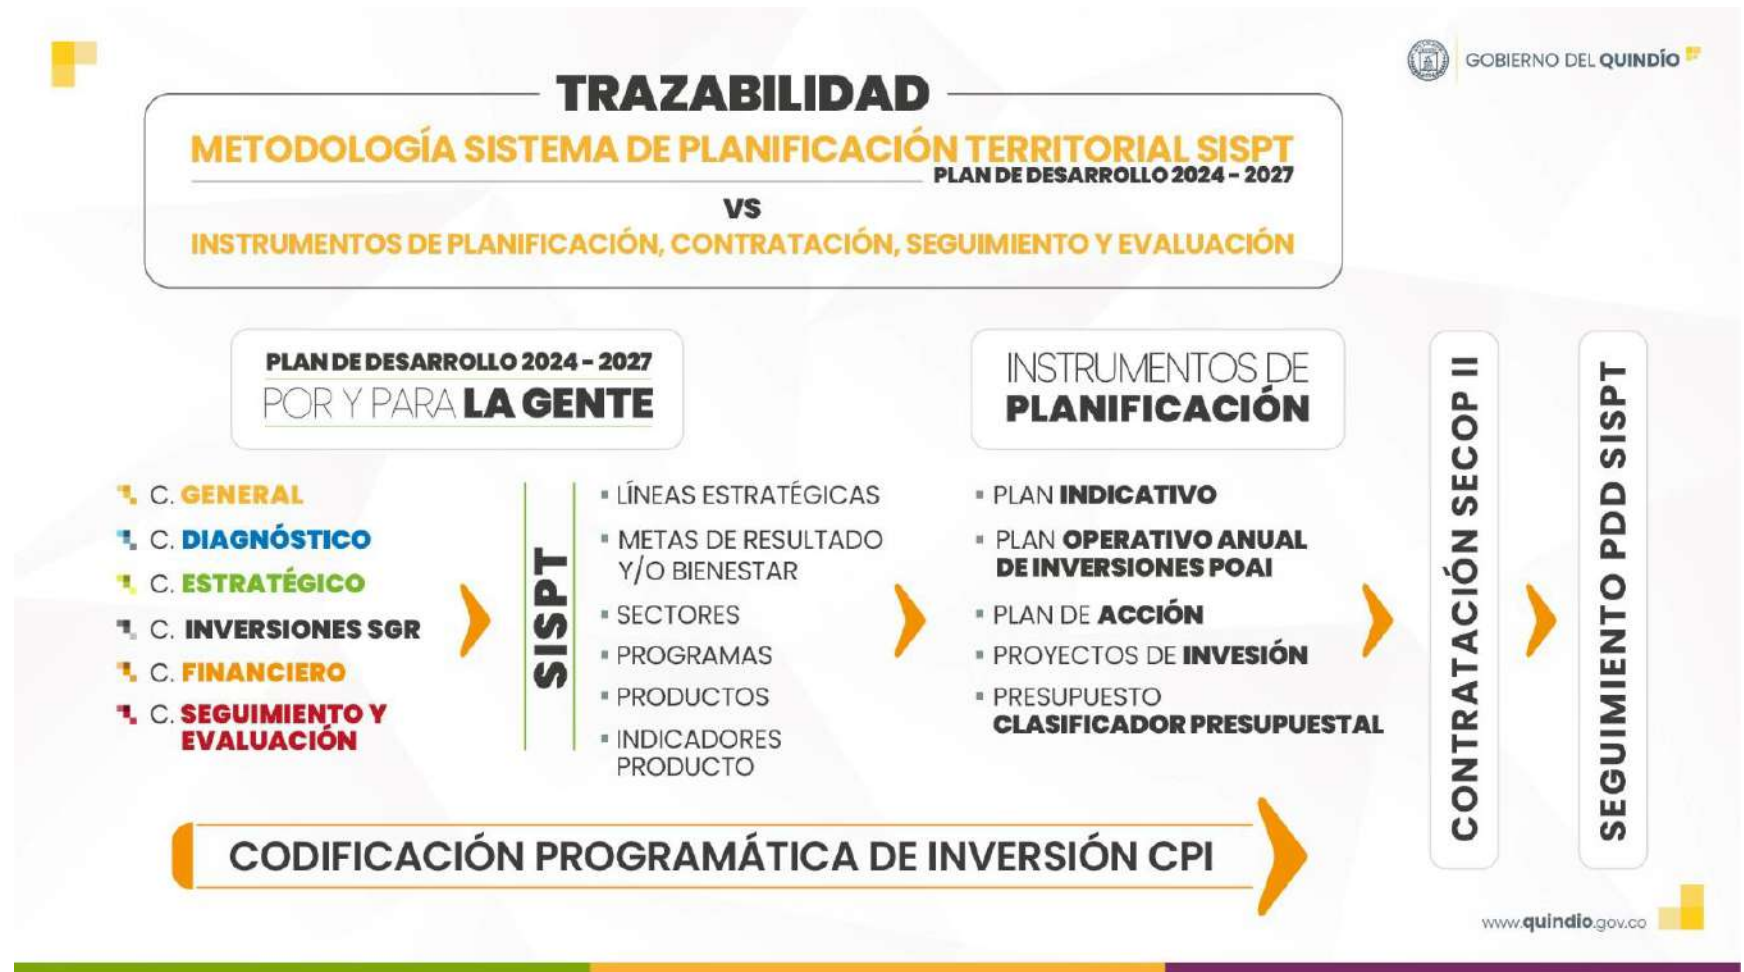 GOBIERNO DEL QUINDÍO
TRAZABILIDAD
METODOLOGÍA SISTEMA DE PLANIFICACIÓN TERRITORIAL SISPT
PLAN DE DESARROLLO 2024 - 2027
VS
INSTRUMENTOS DE PLANIFICACIÓN, CONTRATACIÓN, SEGUIMIENTO Y EVALUACIÓN
PLAN DE DESARROLLO 2024 - 2027
POR Y PARA LA GENTE
C. GENERAL
C. DIAGNÓSTICO
C. ESTRATÉGICO
C. INVERSIONES SGR
C. FINANCIERO
C. SEGUIMIENTO Y
EVALUACIÓN
SISPT
LÍNEAS ESTRATÉGICAS
METAS DE RESULTADO
Y/O BIENESTAR
SECTORES
PROGRAMAS
PRODUCTOS
INDICADORES
PRODUCTO
INSTRUMENTOS DE
PLANIFICACIÓN
PLAN INDICATIVO
PLAN OPERATIVO ANUAL
DE INVERSIONES POAI
PLAN DE ACCIÓN
PROYECTOS DE INVESIÓN
PRESUPUESTO
CLASIFICADOR PRESUPUESTAL
CONTRATACIÓN SECOP II
SEGUIMIENTO PDD SISPT
CODIFICACIÓN PROGRAMÁTICA DE INVERSIÓN CPI
www.quindio.gov.co